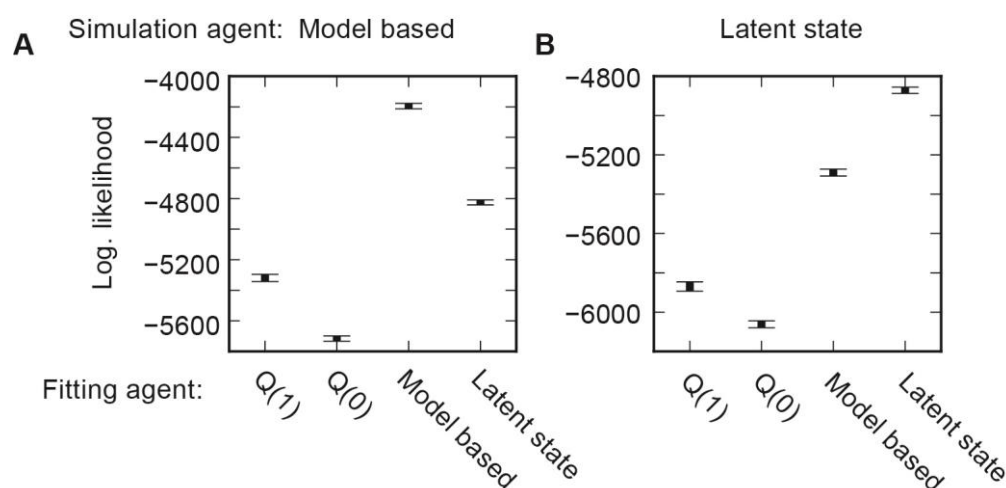 A
Simulation agent: Model based
Log. likelihood
−4000
−4400
−4800
−5200
−5600
Fitting agent:
Q(1)
Q(0)
Model based
Latent state
B
Latent state
−4800
−5200
−5600
−6000
Q(1)
Q(0)
Model based
Latent state